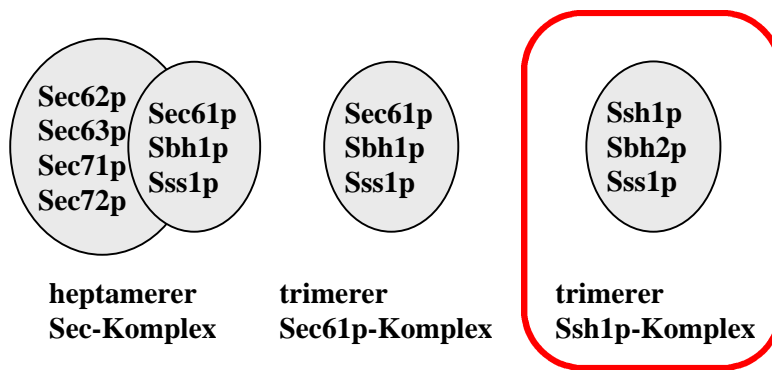 Sec62p
Sec63p
Sec71p
Sec72p
Sec61p
Sbh1p
Sss1p
heptamerer
Sec-Komplex
Sec61p
Sbh1p
Sss1p
trimerer
Sec61p-Komplex
Ssh1p
Sbh2p
Sss1p
trimerer
Ssh1p-Komplex